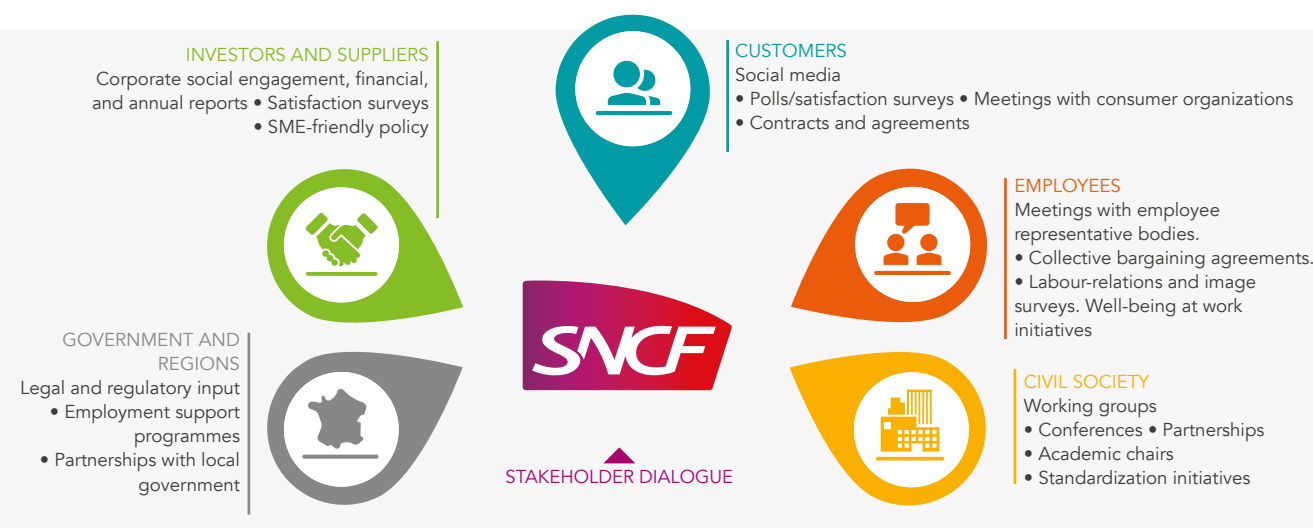 INVESTORS AND SUPPLIERS
Corporate social engagement, financial,
and annual reports • Satisfaction surveys
• SME-friendly policy
CUSTOMERS
Social media
• Polls/satisfaction surveys • Meetings with consumer organizations
• Contracts and agreements
EMPLOYEES
Meetings with employee
representative bodies.
• Collective bargaining agreements.
• Labour-relations and image
surveys. Well-being at work
initiatives
GOVERNMENT AND
REGIONS
Legal and regulatory input
• Employment support
programmes
• Partnerships with local
government
SNCF
STAKEHOLDER DIALOGUE
CIVIL SOCIETY
Working groups
• Conferences • Partnerships
• Academic chairs
• Standardization initiatives